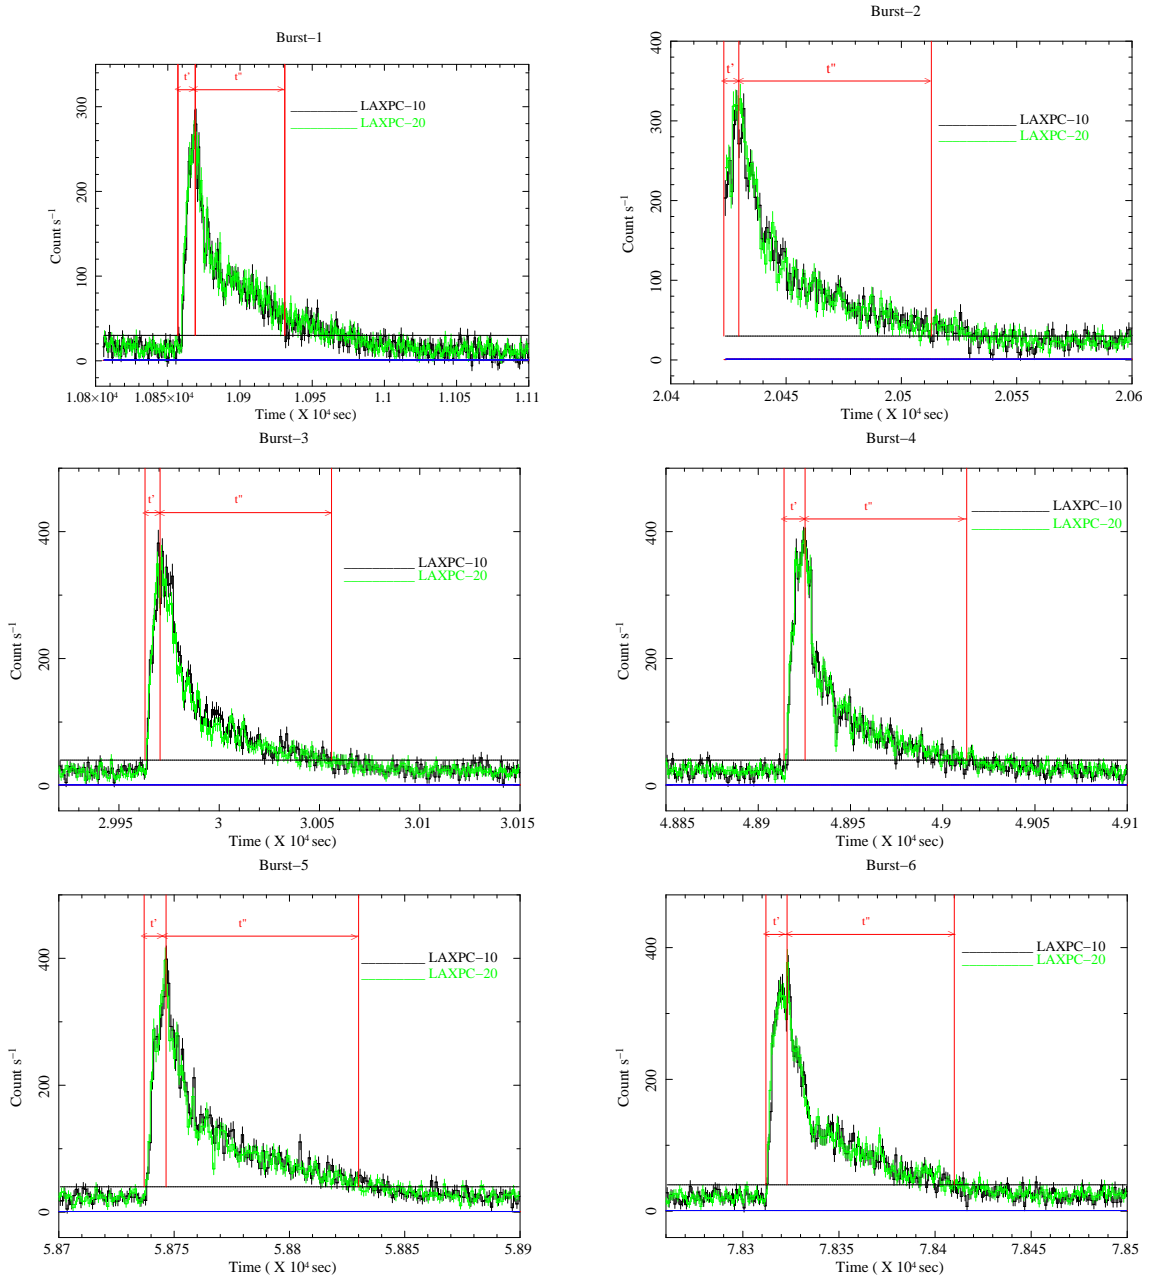 Burst−1
t' t"
LAXPC−10
LAXPC−20
Count s−1
0 100 200 300
1.08×10⁴ 1.085×10⁴ 1.09 1.095 1.1 1.105 1.11
Time ( X 10⁴ sec)
Burst−2
t' t"
LAXPC−10
LAXPC−20
Count s−1
0 100 200 300 400
2.04 2.045 2.05 2.055 2.06
Time ( X 10⁴ sec)
Burst−3
t' t"
LAXPC−10
LAXPC−20
Count s−1
0 200 400
2.995 3 3.005 3.01 3.015
Time ( X 10⁴ sec)
Burst−4
t' t"
LAXPC−10
LAXPC−20
Count s−1
0 200 400
4.885 4.89 4.895 4.9 4.905 4.91
Time ( X 10⁴ sec)
Burst−5
t' t"
LAXPC−10
LAXPC−20
Count s−1
0 200 400
5.87 5.875 5.88 5.885 5.89
Time ( X 10⁴ sec)
Burst−6
t' t"
LAXPC−10
LAXPC−20
Count s−1
0 200 400
7.83 7.835 7.84 7.845 7.85
Time ( X 10⁴ sec)